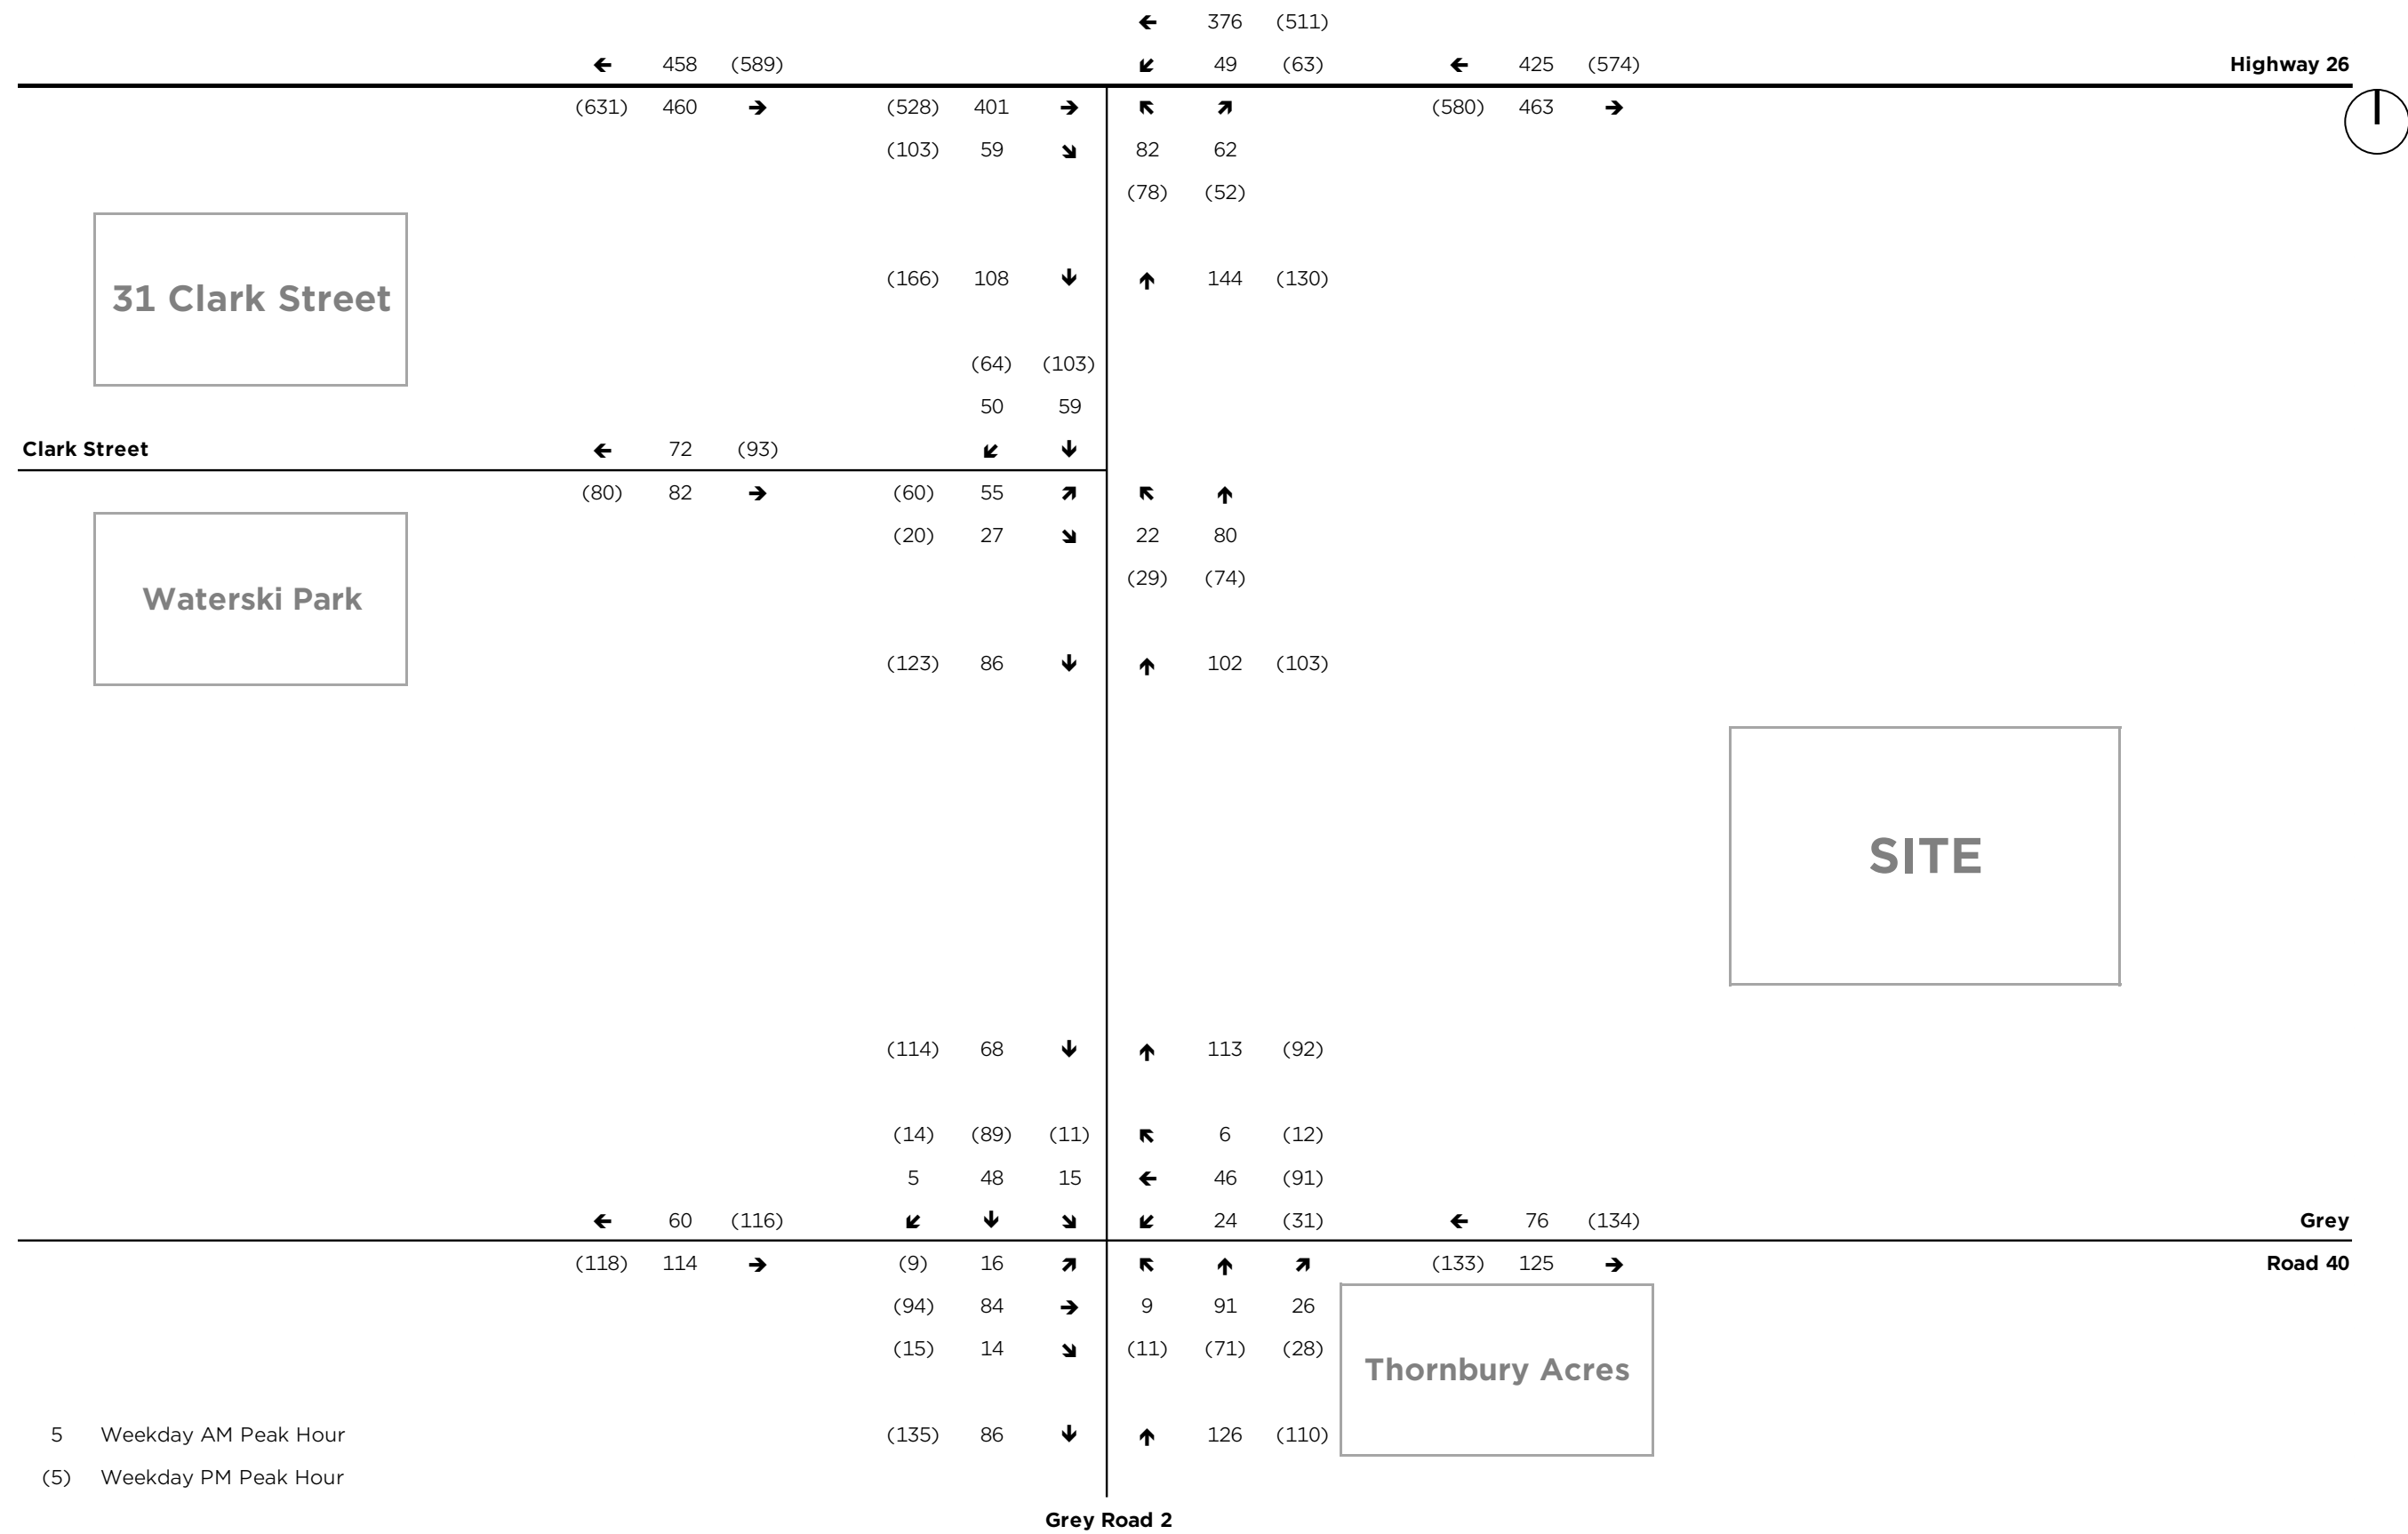 ← 376 (511)
← 458 (589) ↙ 49 (63) ← 425 (574) Highway 26
(631) 460 → (528) 401 → ↖ ↗ (580) 463 →
(103) 59 ↘ 82 62
(78) (52)
(166) 108 ↓ ↑ 144 (130)
31 Clark Street
(64) (103)
50 59
Clark Street ← 72 (93) ↙ ↓
(80) 82 → (60) 55 ↗ ↖ ↑
(20) 27 ↘ 22 80
(29) (74)
Waterski Park
(123) 86 ↓ ↑ 102 (103)
SITE
(114) 68 ↓ ↑ 113 (92)
(14) (89) (11) ↖ 6 (12)
5 48 15 ← 46 (91)
← 60 (116) ↙ ↓ ↘ ↙ 24 (31) ← 76 (134) Grey
(118) 114 → (9) 16 ↗ ↖ ↑ ↗ (133) 125 → Road 40
(94) 84 → 9 91 26
(15) 14 ↘ (11) (71) (28)
Thornbury Acres
5 Weekday AM Peak Hour (135) 86 ↓ ↑ 126 (110)
(5) Weekday PM Peak Hour
Grey Road 2